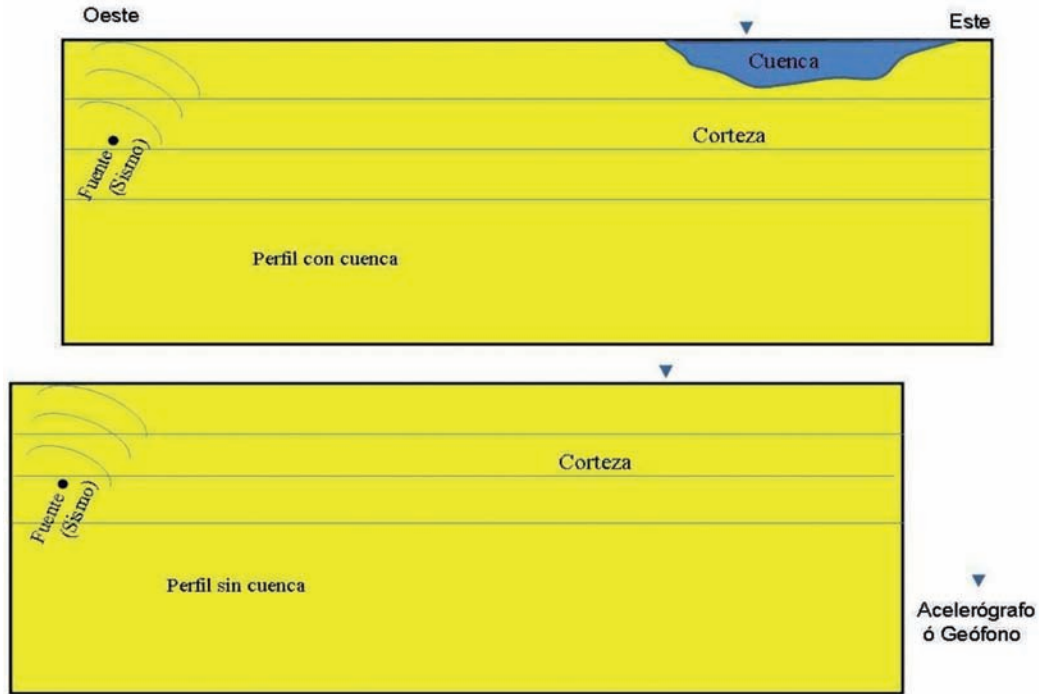 Oeste
Este
Cuenca
Corteza
Fuente
(Sismo)
Perfil con cuenca
Corteza
Fuente
(Sismo)
Perfil sin cuenca
Acelerógrafo
ó Geófono